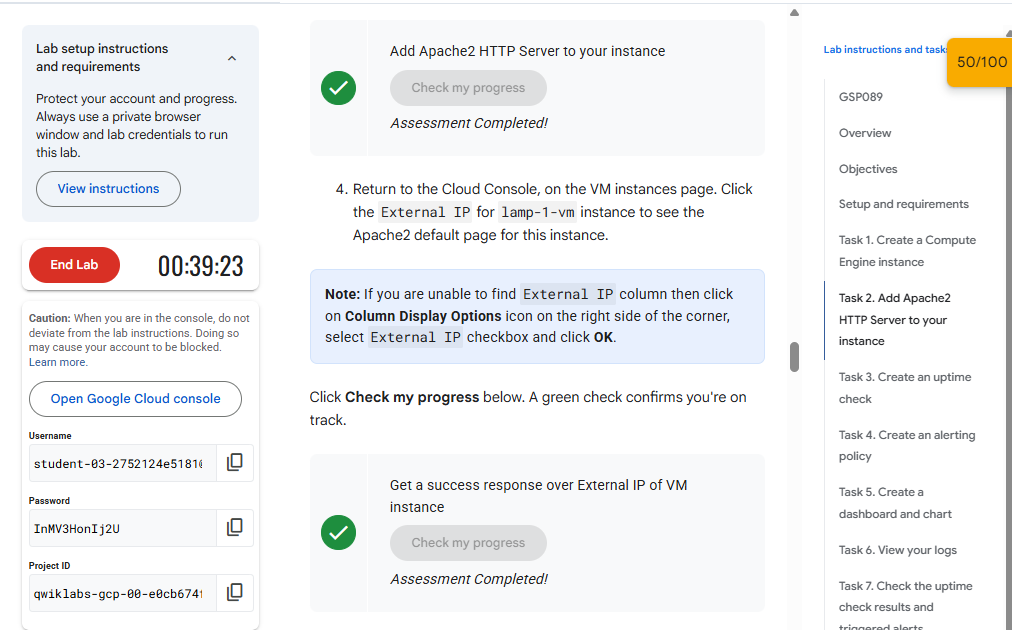 Lab setup instructions
and requirements
Protect your account and progress.
Always use a private browser
window and lab credentials to run
this lab.
View instructions
End Lab
00:39:23
Caution: When you are in the console, do not
deviate from the lab instructions. Doing so
may cause your account to be blocked.
Learn more.
Open Google Cloud console
Username
student-03-2752124e5181
Password
InMV3HonIj2U
Project ID
qwiklabs-gcp-00-e0cb674
Add Apache2 HTTP Server to your instance
Check my progress
Assessment Completed!
4. Return to the Cloud Console, on the VM instances page. Click
the External IP for lamp-1-vm instance to see the
Apache2 default page for this instance.
Note: If you are unable to find External IP column then click
on Column Display Options icon on the right side of the corner,
select External IP checkbox and click OK.
Click Check my progress below. A green check confirms you're on
track.
Get a success response over External IP of VM
instance
Check my progress
Assessment Completed!
Lab instructions and tasks
50/100
GSP089
Overview
Objectives
Setup and requirements
Task 1. Create a Compute
Engine instance
Task 2. Add Apache2
HTTP Server to your
instance
Task 3. Create an uptime
check
Task 4. Create an alerting
policy
Task 5. Create a
dashboard and chart
Task 6. View your logs
Task 7. Check the uptime
check results and
triggered alerts